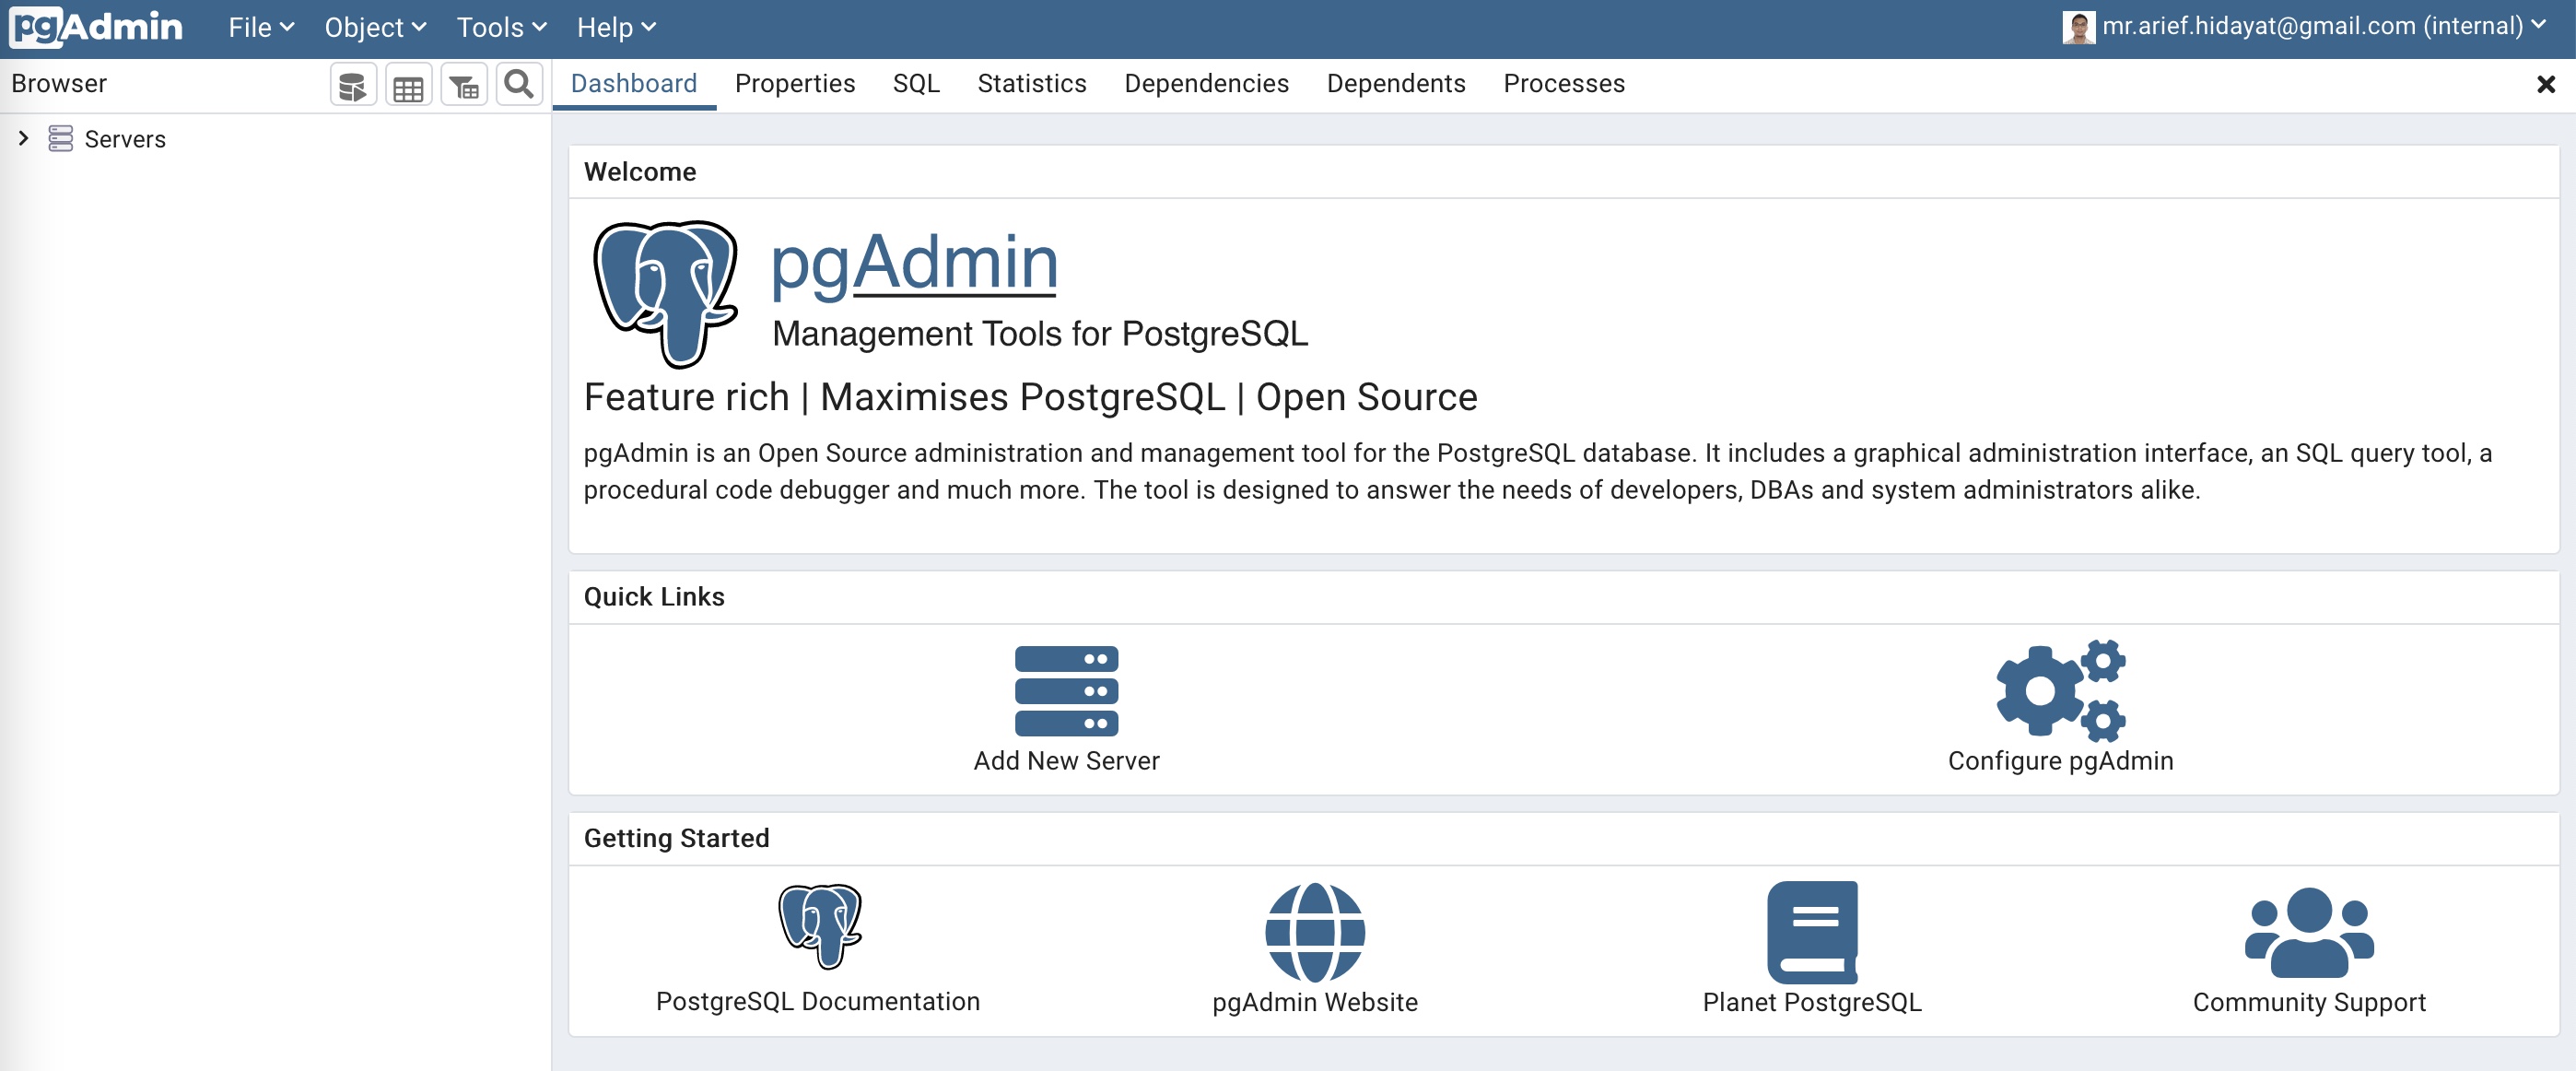 pgAdmin File Object Tools Help mr.arief.hidayat@gmail.com (internal)
Browser Dashboard Properties SQL Statistics Dependencies Dependents Processes
Servers
Welcome
pgAdmin
Management Tools for PostgreSQL
Feature rich | Maximises PostgreSQL | Open Source
pgAdmin is an Open Source administration and management tool for the PostgreSQL database. It includes a graphical administration interface, an SQL query tool, a
procedural code debugger and much more. The tool is designed to answer the needs of developers, DBAs and system administrators alike.
Quick Links
Add New Server Configure pgAdmin
Getting Started
PostgreSQL Documentation pgAdmin Website Planet PostgreSQL Community Support